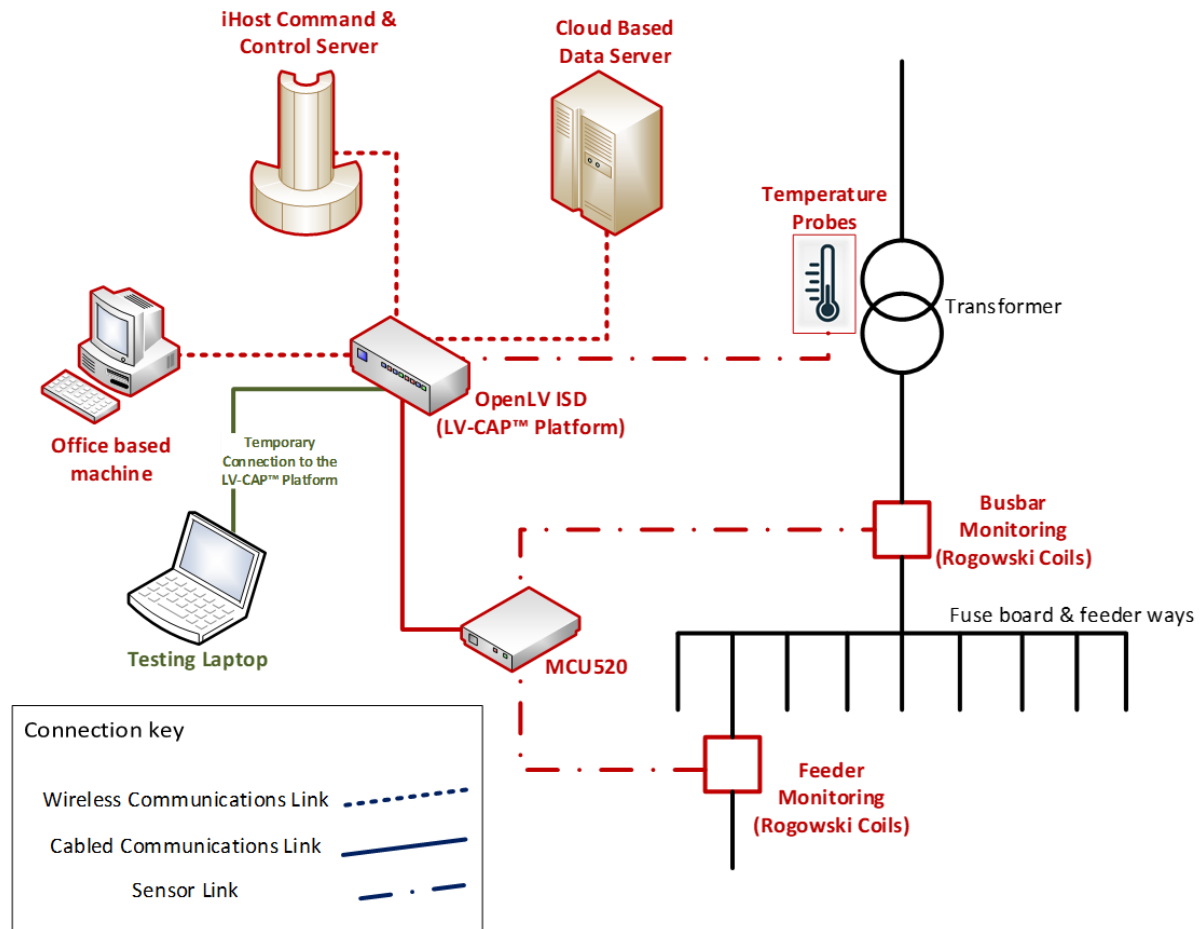 iHost Command &
Control Server
Cloud Based
Data Server
Temperature
Probes
Transformer
OpenLV ISD
(LV-CAP™ Platform)
Office based
machine
Temporary
Connection to the
LV-CAP™ Platform
Busbar
Monitoring
(Rogowski Coils)
Fuse board & feeder ways
Testing Laptop
MCU520
Connection key
Wireless Communications Link
Cabled Communications Link
Sensor Link
Feeder
Monitoring
(Rogowski Coils)